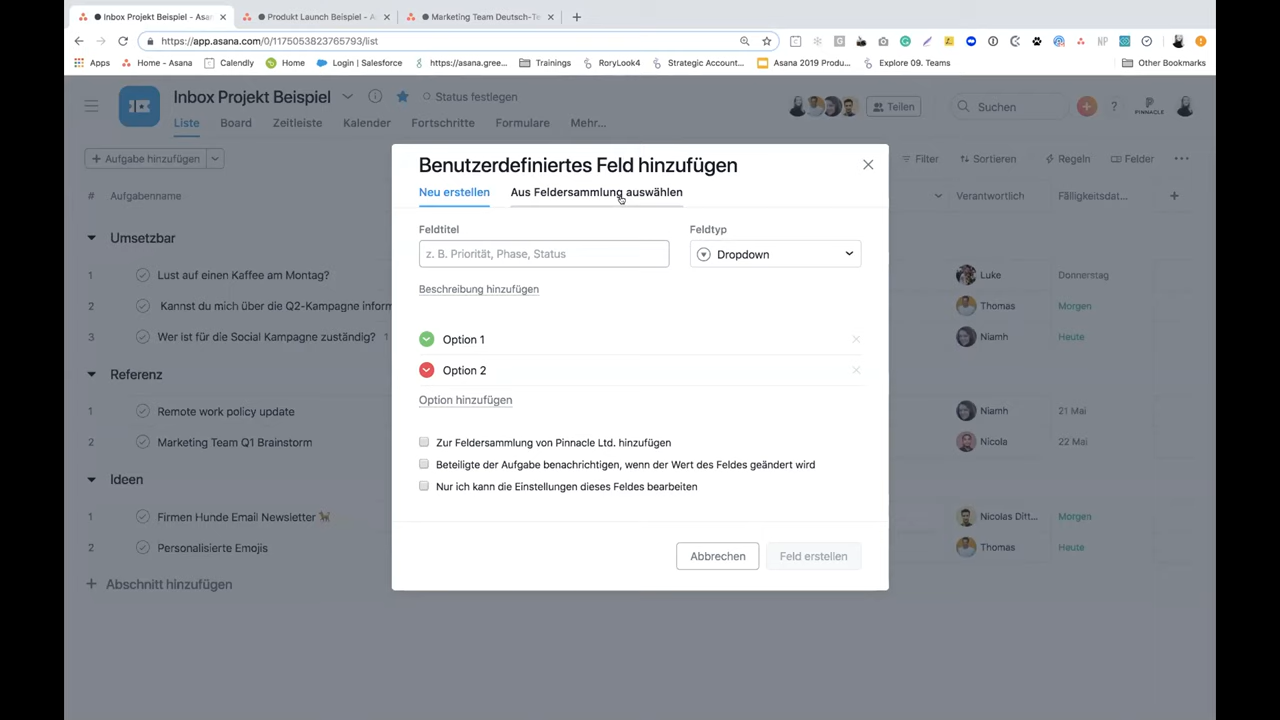 Inbox Projekt Beispiel - Asan
Produkt Launch Beispiel - A
Marketing Team Deutsch-Te
https://app.asana.com/0/1175053823765793/list
NP
Apps
Home - Asana
Calendly
Home
Login | Salesforce
https://asana.gree...
Trainings
RoryLook4
Strategic Account...
Asana 2019 Produ...
Explore 09. Teams
Other Bookmarks
Inbox Projekt Beispiel
Status festlegen
Teilen
Suchen
?
PINNACLE
Liste
Board
Zeitleiste
Kalender
Fortschritte
Formulare
Mehr...
+ Aufgabe hinzufügen
Filter
Sortieren
Regeln
Felder
# Aufgabenname
Verantwortlich
Fälligkeitsdat...
+
Umsetzbar
1 Lust auf einen Kaffee am Montag?
Luke
Donnerstag
2 Kannst du mich über die Q2-Kampagne inform
Thomas
Morgen
3 Wer ist für die Social Kampagne zuständig? 1
Niamh
Heute
Referenz
1 Remote work policy update
Niamh
21 Mai
2 Marketing Team Q1 Brainstorm
Nicola
22 Mai
Ideen
1 Firmen Hunde Email Newsletter
Nicolas Ditt...
Morgen
2 Personalisierte Emojis
Thomas
Heute
+ Abschnitt hinzufügen
Benutzerdefiniertes Feld hinzufügen
Neu erstellen
Aus Feldersammlung auswählen
Feldtitel
Feldtyp
z. B. Priorität, Phase, Status
Dropdown
Beschreibung hinzufügen
Option 1
Option 2
Option hinzufügen
Zur Feldersammlung von Pinnacle Ltd. hinzufügen
Beteiligte der Aufgabe benachrichtigen, wenn der Wert des Feldes geändert wird
Nur ich kann die Einstellungen dieses Feldes bearbeiten
Abbrechen
Feld erstellen